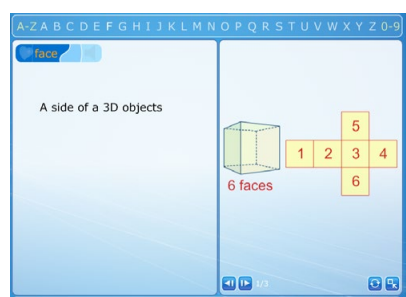 A-Z A B C D E F G H I J K L M N O P Q R S T U V W X Y Z 0-9
face
A side of a 3D objects
5
1 2 3 4
6
6 faces
1/3